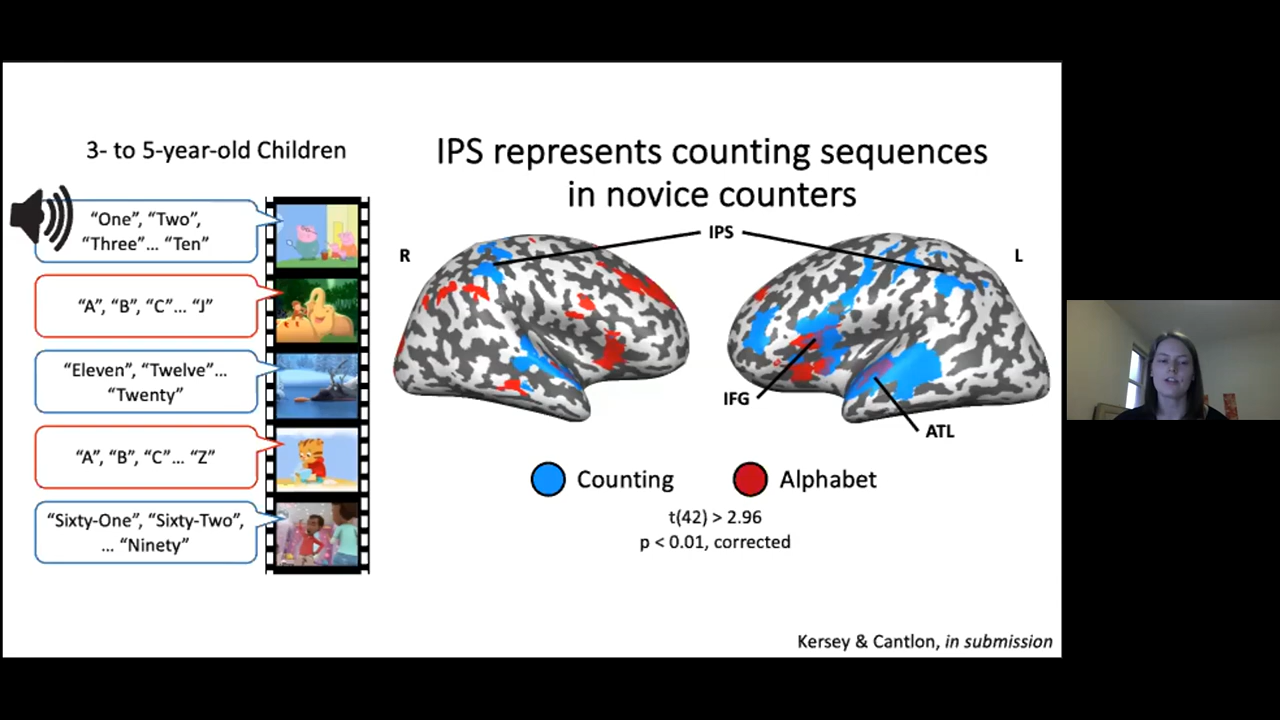 3- to 5-year-old Children
“One”, “Two”,
“Three”... “Ten”
“A”, “B”, “C”... “J”
“Eleven”, “Twelve”...
“Twenty”
“A”, “B”, “C”... “Z”
“Sixty-One”, “Sixty-Two”,
... “Ninety”
IPS represents counting sequences
in novice counters
IPS
R
L
IFG
ATL
Counting
Alphabet
t(42) > 2.96
p < 0.01, corrected
Kersey & Cantlon, in submission